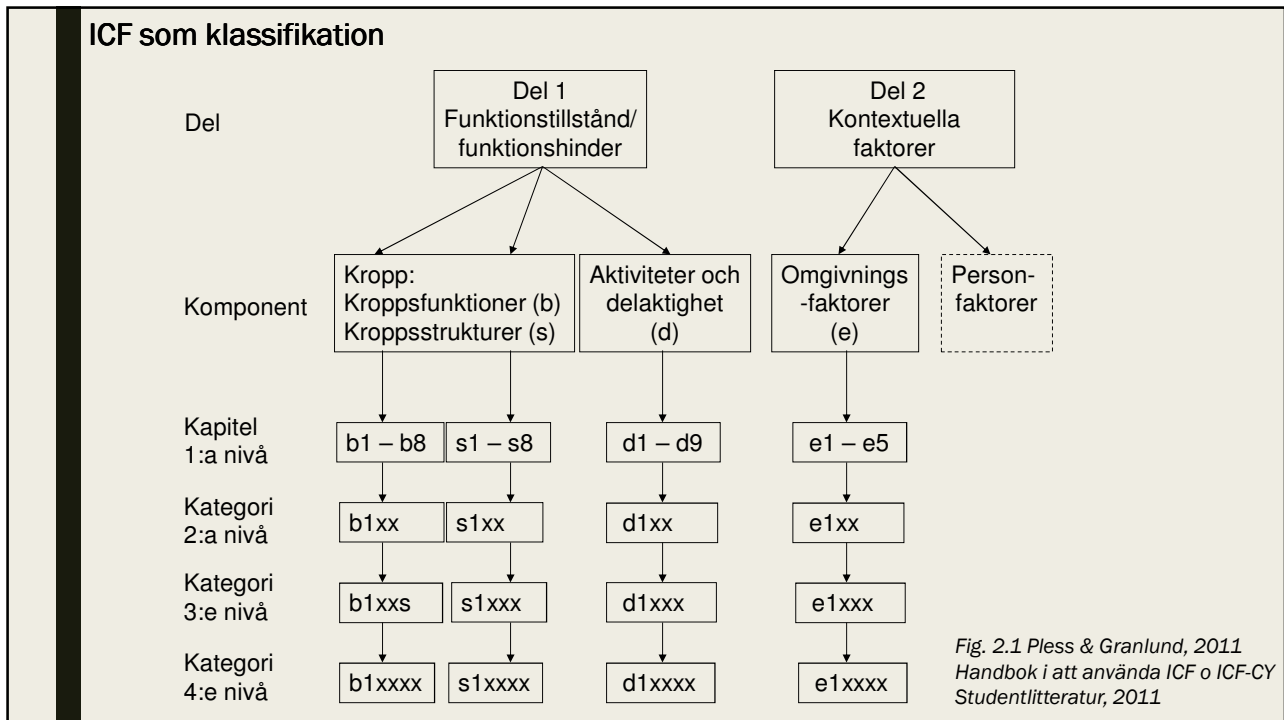 ICF som klassifikation
Del
Del 1
Funktionstillstånd/
funktionshinder
Del 2
Kontextuella
faktorer
Komponent
Kropp:
Kroppsfunktioner (b)
Kroppsstrukturer (s)
Aktiviteter och
delaktighet
(d)
Omgivnings
-faktorer
(e)
Person-
faktorer
Kapitel
1:a nivå
b1 – b8
s1 – s8
d1 – d9
e1 – e5
Kategori
2:a nivå
b1xx
s1xx
d1xx
e1xx
Kategori
3:e nivå
b1xxs
s1xxx
d1xxx
e1xxx
Kategori
4:e nivå
b1xxxx
s1xxxx
d1xxxx
e1xxxx
Fig. 2.1 Pless & Granlund, 2011
Handbok i att använda ICF o ICF-CY
Studentlitteratur, 2011